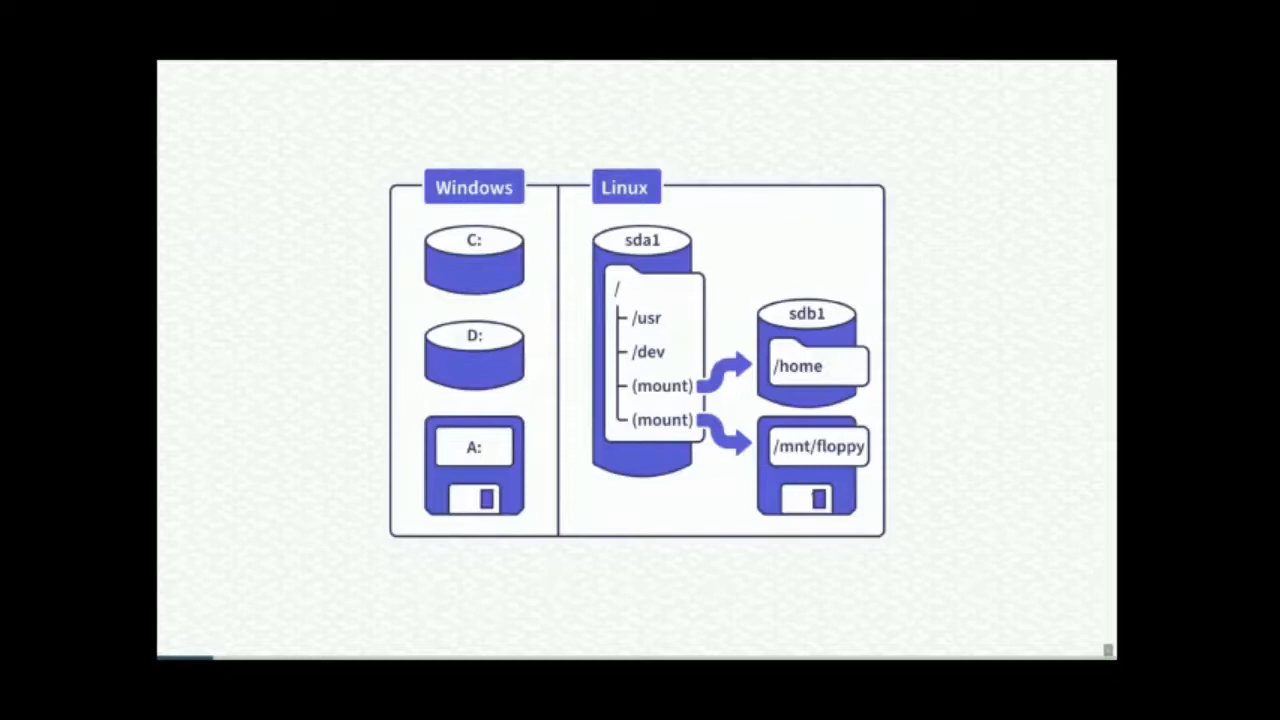 Windows
C:
D:
A:
Linux
sda1
/
/usr
/dev
(mount)
(mount)
sdb1
/home
/mnt/floppy